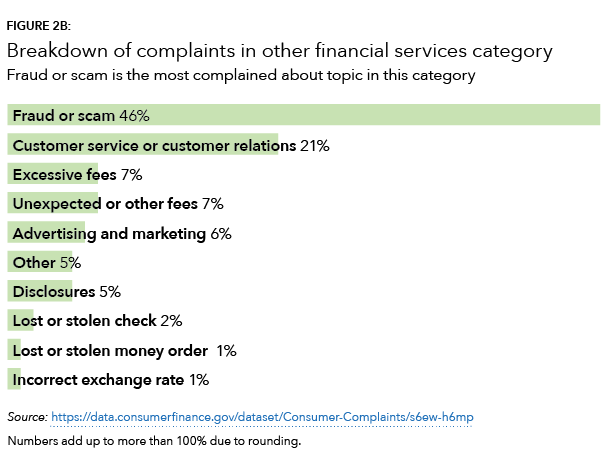 FIGURE 2B:
Breakdown of complaints in other financial services category
Fraud or scam is the most complained about topic in this category
Fraud or scam 46%
Customer service or customer relations 21%
Excessive fees 7%
Unexpected or other fees 7%
Advertising and marketing 6%
Other 5%
Disclosures 5%
Lost or stolen check 2%
Lost or stolen money order 1%
Incorrect exchange rate 1%
Source: https://data.consumerfinance.gov/dataset/Consumer-Complaints/s6ew-h6mp
Numbers add up to more than 100% due to rounding.